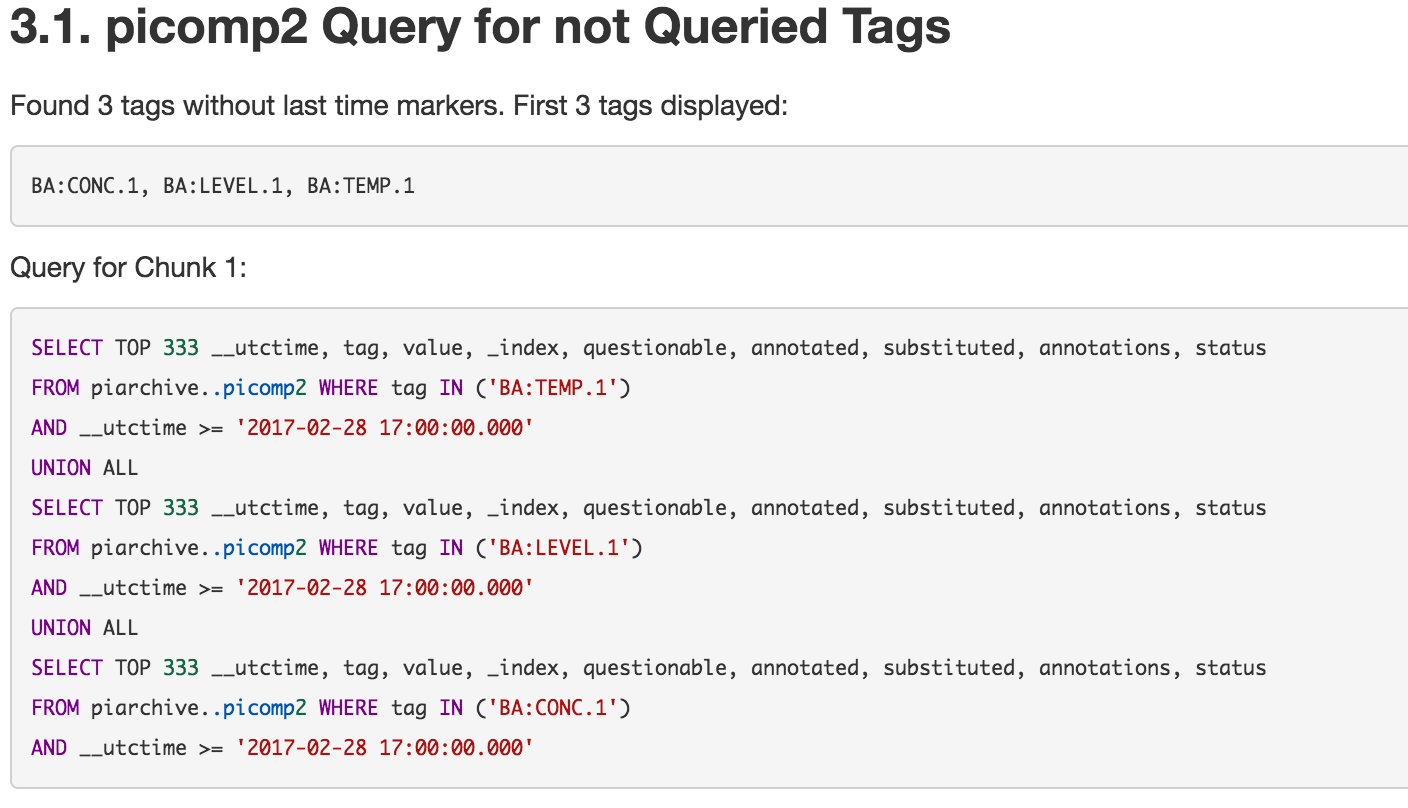 3.1. picomp2 Query for not Queried Tags
Found 3 tags without last time markers. First 3 tags displayed:
BA:CONC.1, BA:LEVEL.1, BA:TEMP.1
Query for Chunk 1:
SELECT TOP 333 __utctime, tag, value, _index, questionable, annotated, substituted, annotations, status
FROM piarchive..picomp2 WHERE tag IN ('BA:TEMP.1')
AND __utctime >= '2017-02-28 17:00:00.000'
UNION ALL
SELECT TOP 333 __utctime, tag, value, _index, questionable, annotated, substituted, annotations, status
FROM piarchive..picomp2 WHERE tag IN ('BA:LEVEL.1')
AND __utctime >= '2017-02-28 17:00:00.000'
UNION ALL
SELECT TOP 333 __utctime, tag, value, _index, questionable, annotated, substituted, annotations, status
FROM piarchive..picomp2 WHERE tag IN ('BA:CONC.1')
AND __utctime >= '2017-02-28 17:00:00.000'